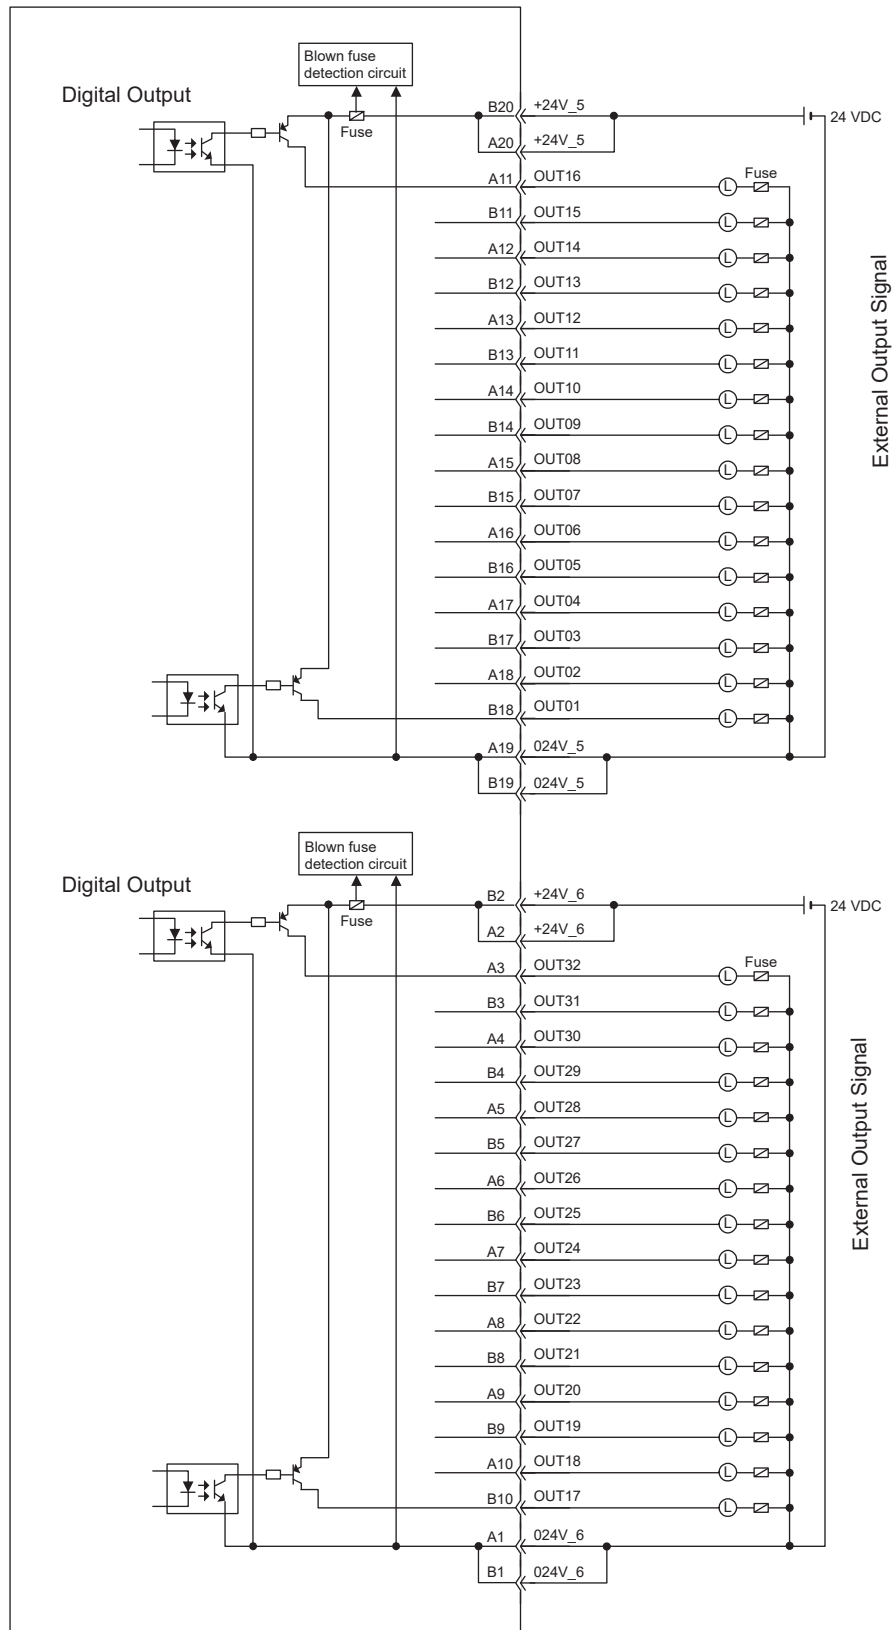 Blown fuse
detection circuit
Digital Output
Fuse
B20 +24V_5
24 VDC
A20 +24V_5
A11 OUT16 L Fuse
B11 OUT15 L
A12 OUT14 L
B12 OUT13 L
A13 OUT12 L
B13 OUT11 L
A14 OUT10 L
B14 OUT09 L
A15 OUT08 L
B15 OUT07 L
A16 OUT06 L
B16 OUT05 L
A17 OUT04 L
B17 OUT03 L
A18 OUT02 L
B18 OUT01 L
A19 024V_5
B19 024V_5
External Output Signal
Blown fuse
detection circuit
Digital Output
Fuse
B2 +24V_6
24 VDC
A2 +24V_6
A3 OUT32 L Fuse
B3 OUT31 L
A4 OUT30 L
B4 OUT29 L
A5 OUT28 L
B5 OUT27 L
A6 OUT26 L
B6 OUT25 L
A7 OUT24 L
B7 OUT23 L
A8 OUT22 L
B8 OUT21 L
A9 OUT20 L
B9 OUT19 L
A10 OUT18 L
B10 OUT17 L
A1 024V_6
B1 024V_6
External Output Signal